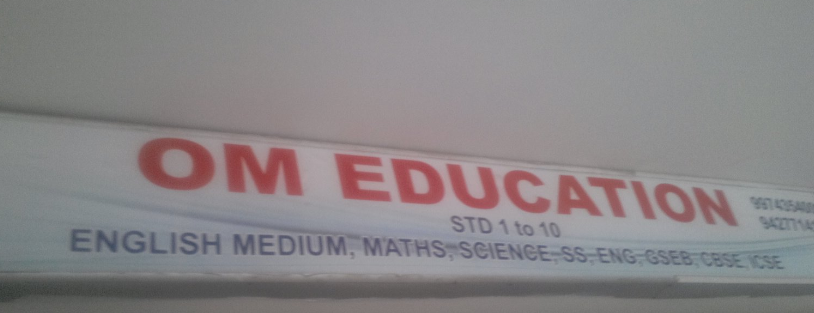 OM EDUCATION
STD 1 to 10
ENGLISH MEDIUM, MATHS, SCIENCE, SS, ENG, GSEB, CBSE, ICSE